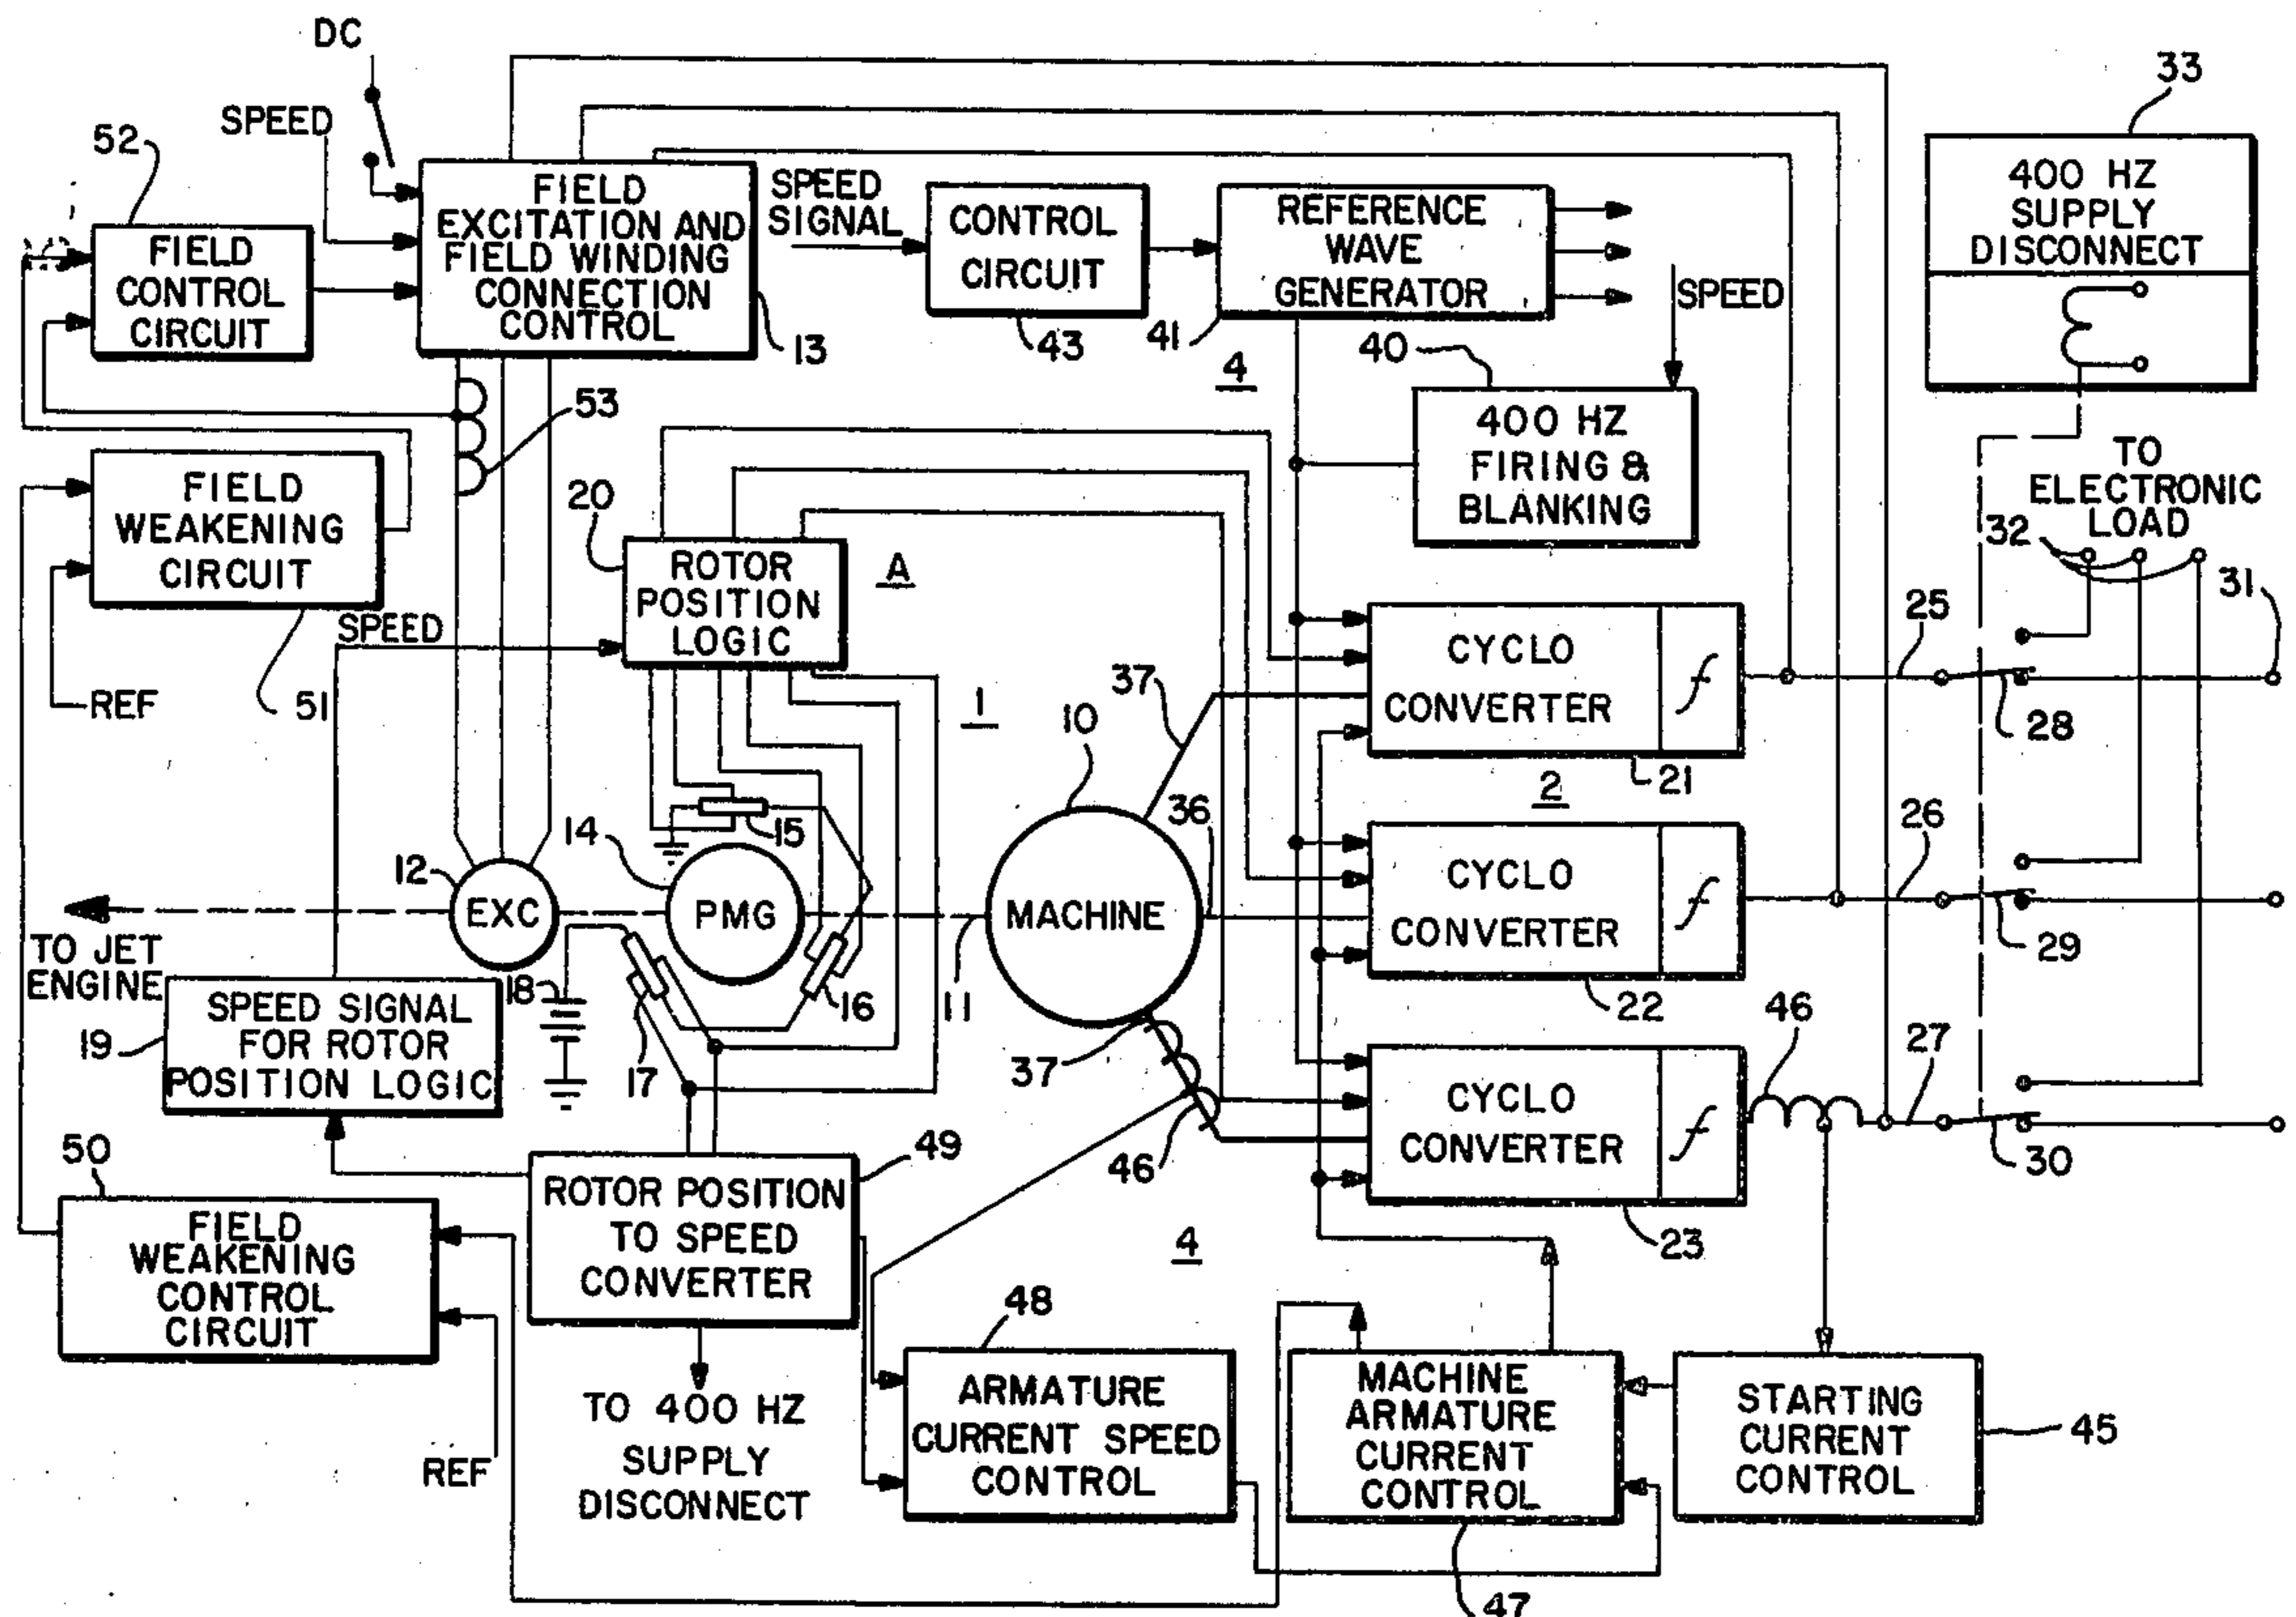 DC
33
SPEED
52
FIELD
EXCITATION AND
FIELD WINDING
CONNECTION
CONTROL
13
SPEED
SIGNAL
CONTROL
CIRCUIT
43
REFERENCE
WAVE
GENERATOR
41
SPEED
400 HZ
SUPPLY
DISCONNECT
FIELD
CONTROL
CIRCUIT
53
4
40
400 HZ
FIRING &
BLANKING
TO
ELECTRONIC
LOAD
32
31
FIELD
WEAKENING
CIRCUIT
51
REF
20
ROTOR
POSITION
LOGIC
A
SPEED
1
10
37
CYCLO
CONVERTER
f
21
25
28
2
15
14
12
EXC
PMG
11
MACHINE
36
CYCLO
CONVERTER
f
22
26
29
TO JET
ENGINE
18
17
16
19
SPEED SIGNAL
FOR ROTOR
POSITION LOGIC
37
46
CYCLO
CONVERTER
f
23
46
27
30
50
FIELD
WEAKENING
CONTROL
CIRCUIT
REF
49
ROTOR POSITION
TO SPEED
CONVERTER
TO 400 HZ
SUPPLY
DISCONNECT
4
48
ARMATURE
CURRENT SPEED
CONTROL
MACHINE
ARMATURE
CURRENT
CONTROL
47
STARTING
CURRENT
CONTROL
45